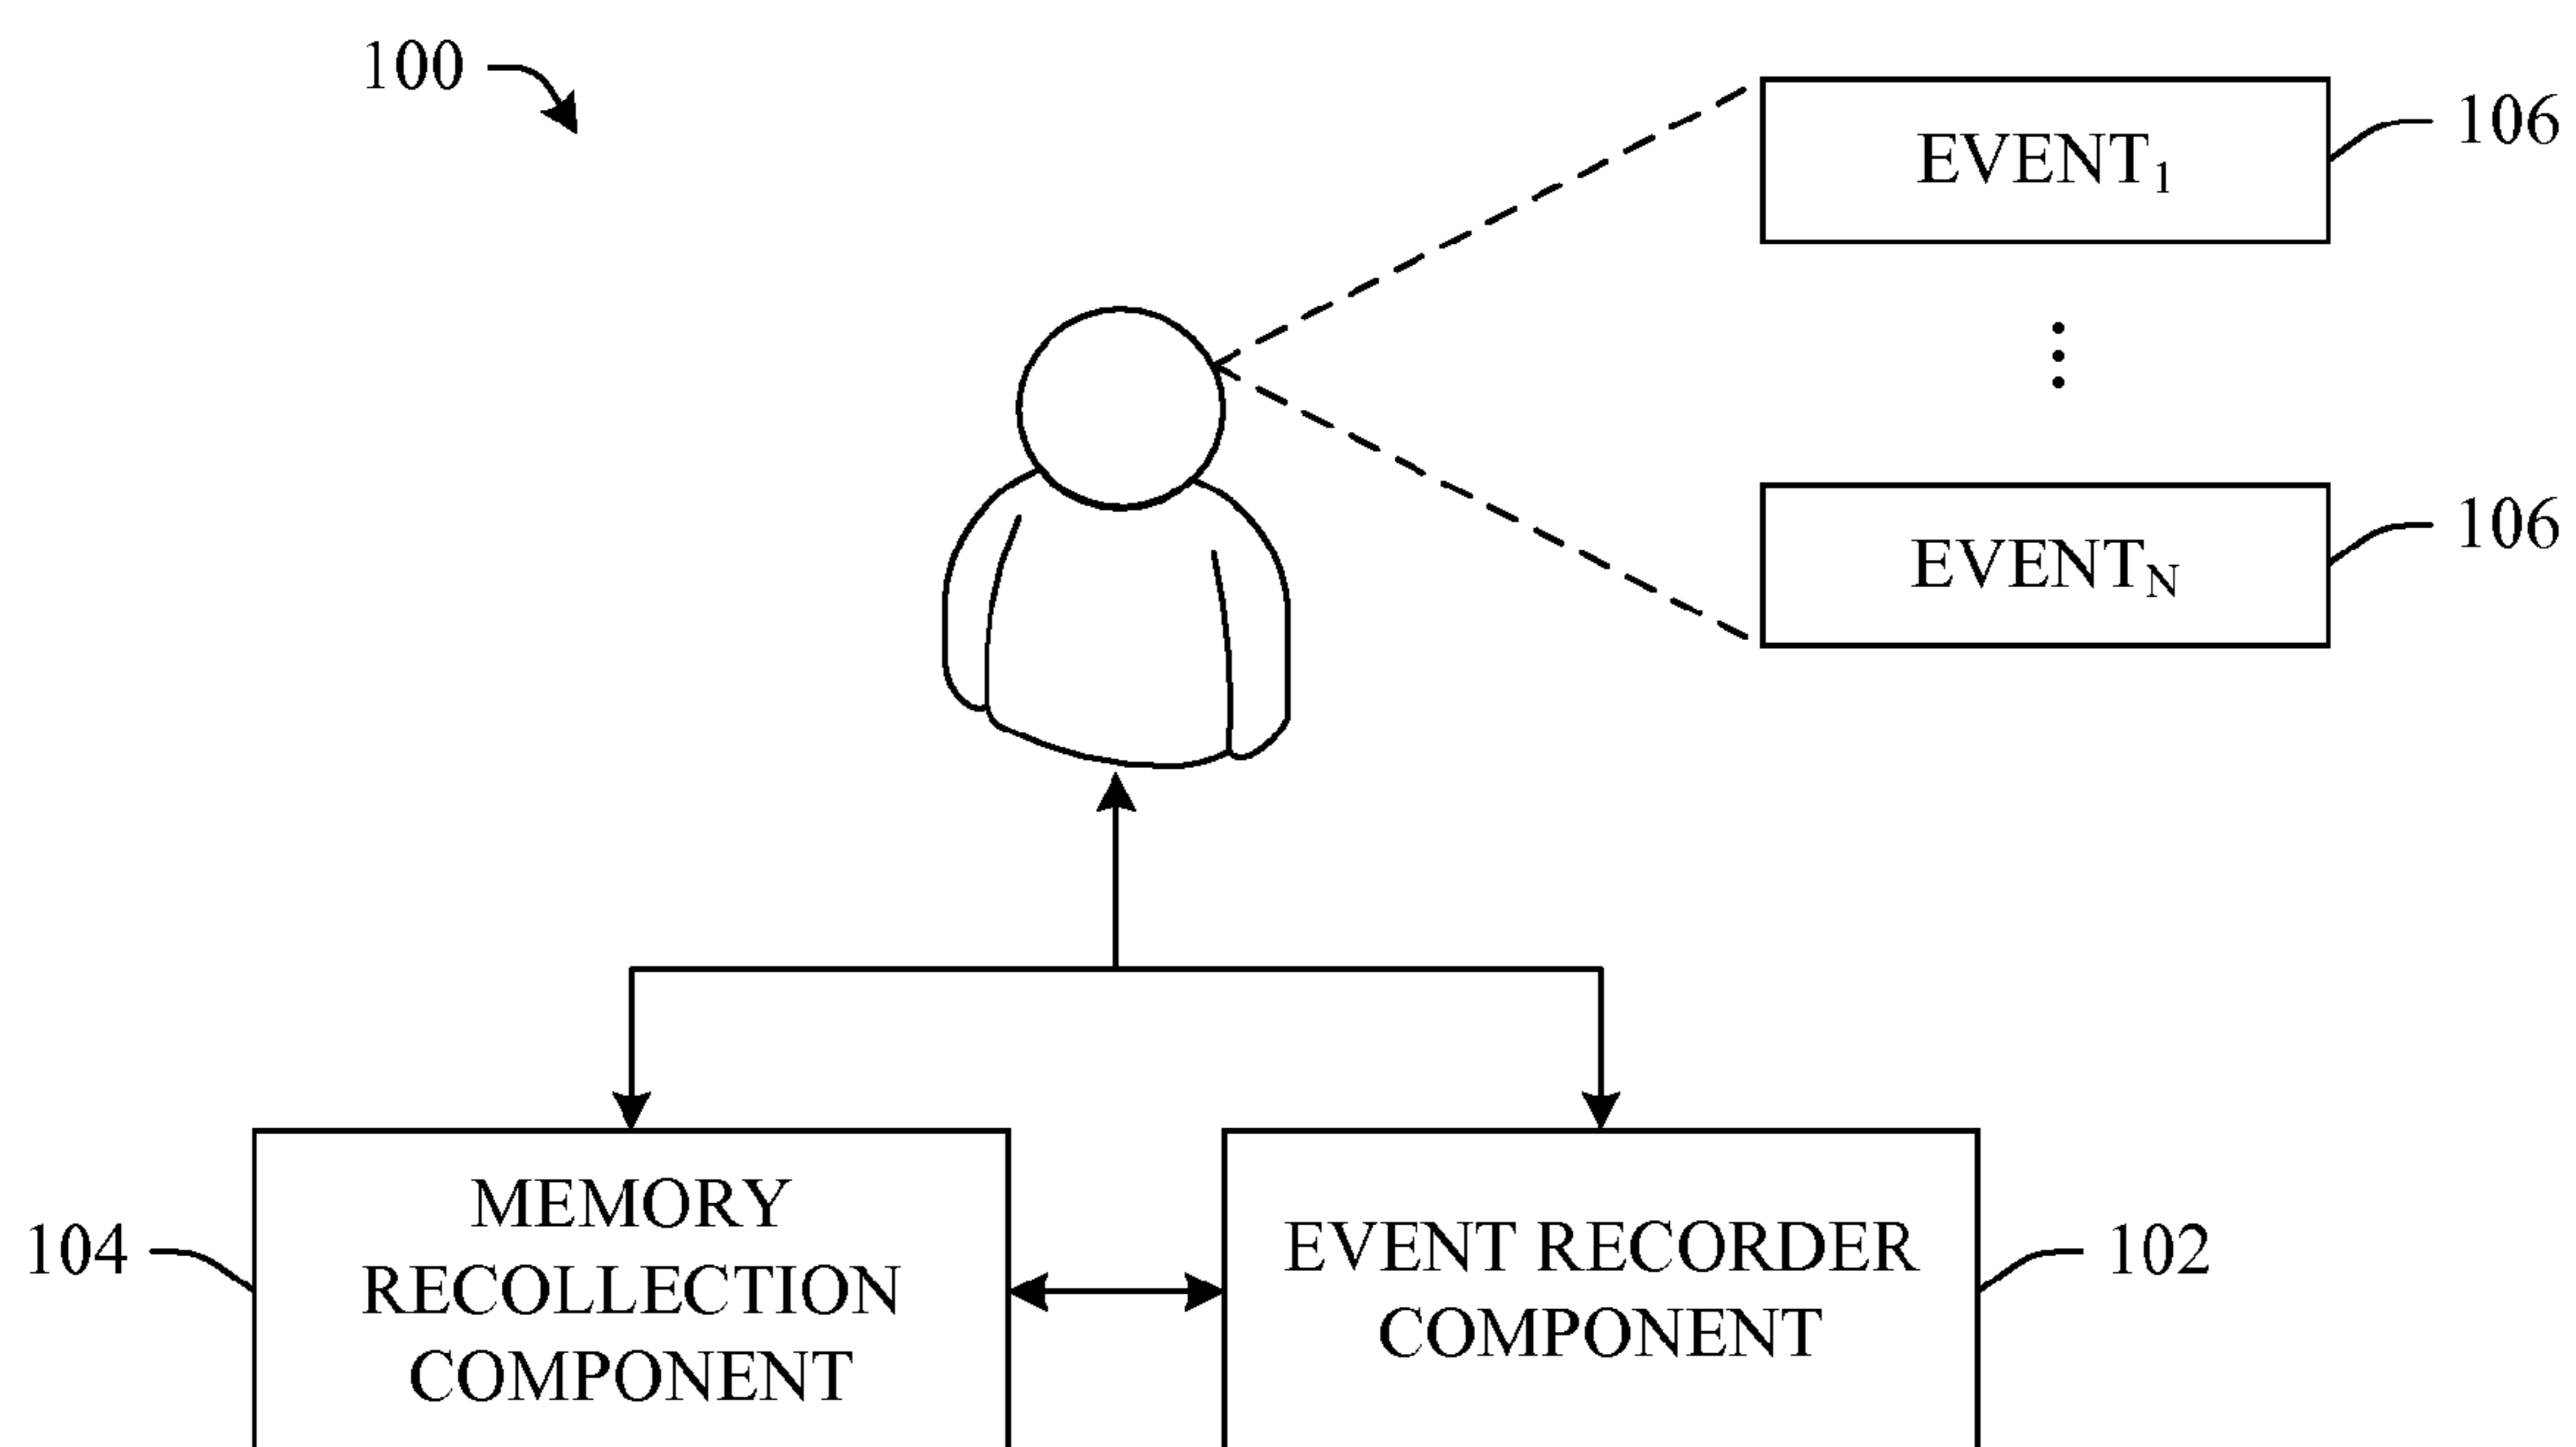 100
EVENT₁
106
EVENTₙ
106
104
MEMORY
RECOLLECTION
COMPONENT
EVENT RECORDER
COMPONENT
102